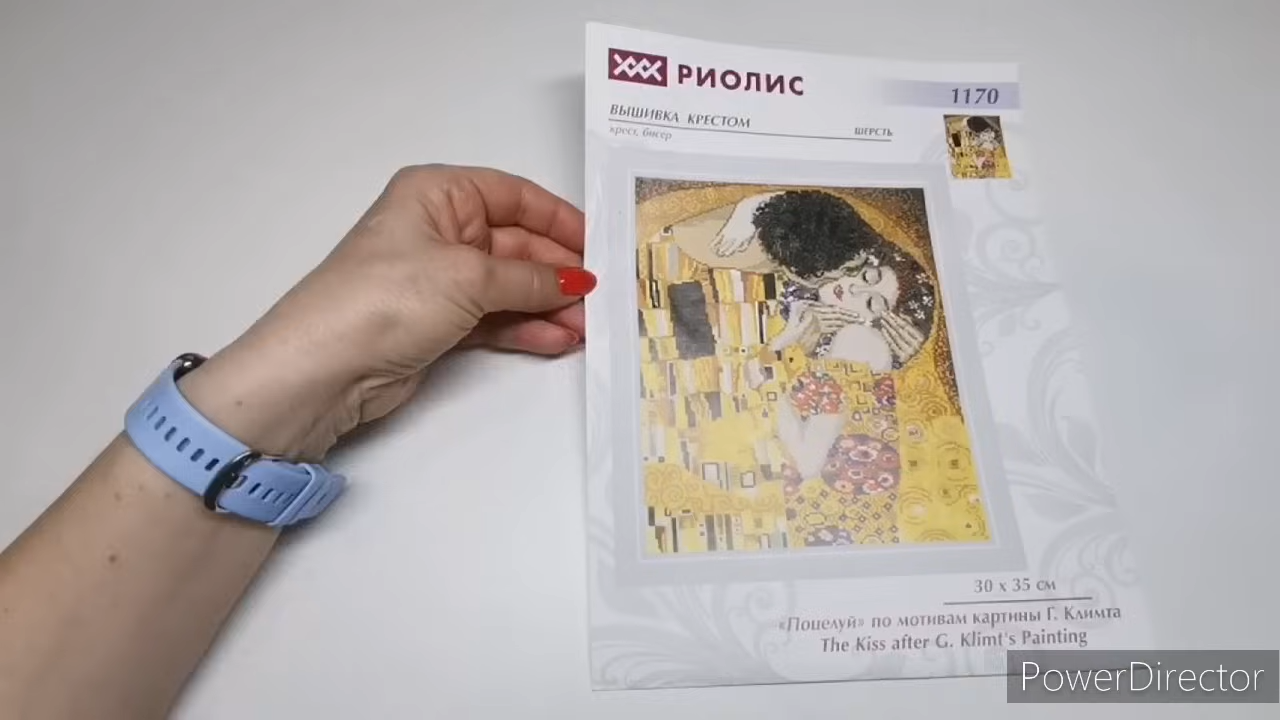 РИОЛИС
1170
ВЫШИВКА КРЕСТОМ
ШЕРСТЬ
крест, бисер
30 x 35 см
«Поцелуй» по мотивам картины Г. Климта
The Kiss after G. Klimt's Painting
PowerDirector